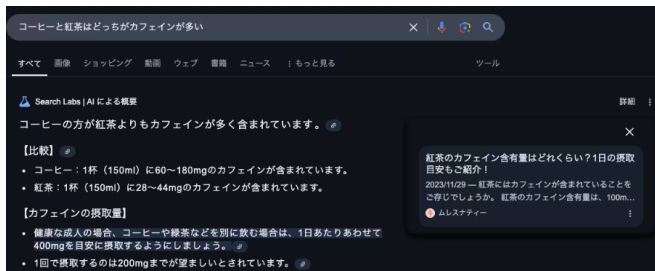 コーヒーと紅茶はどっちがカフェインが多い
すべて 画像 ショッピング 動画 ウェブ 書籍 ニュース ：もっと見る ツール
Search Labs | AI による概要
詳細
コーヒーの方が紅茶よりもカフェインが多く含まれています。
【比較】
• コーヒー：1杯（150ml）に60〜180mgのカフェインが含まれています。
• 紅茶：1杯（150ml）に28〜44mgのカフェインが含まれています。
【カフェインの摂取量】
• 健康な成人の場合、コーヒーや緑茶などを別に飲む場合は、1日あたりあわせて
400mgを目安に摂取するようにしましょう。
• 1回で摂取するのは200mgまでが望ましいとされています。
紅茶のカフェイン含有量はどれくらい？1日の摂取
目安もご紹介！
2023/11/29 — 紅茶にはカフェインが含まれていることを
ご存じでしょうか。 紅茶のカフェイン含有量は、100m...
ムレスナティー